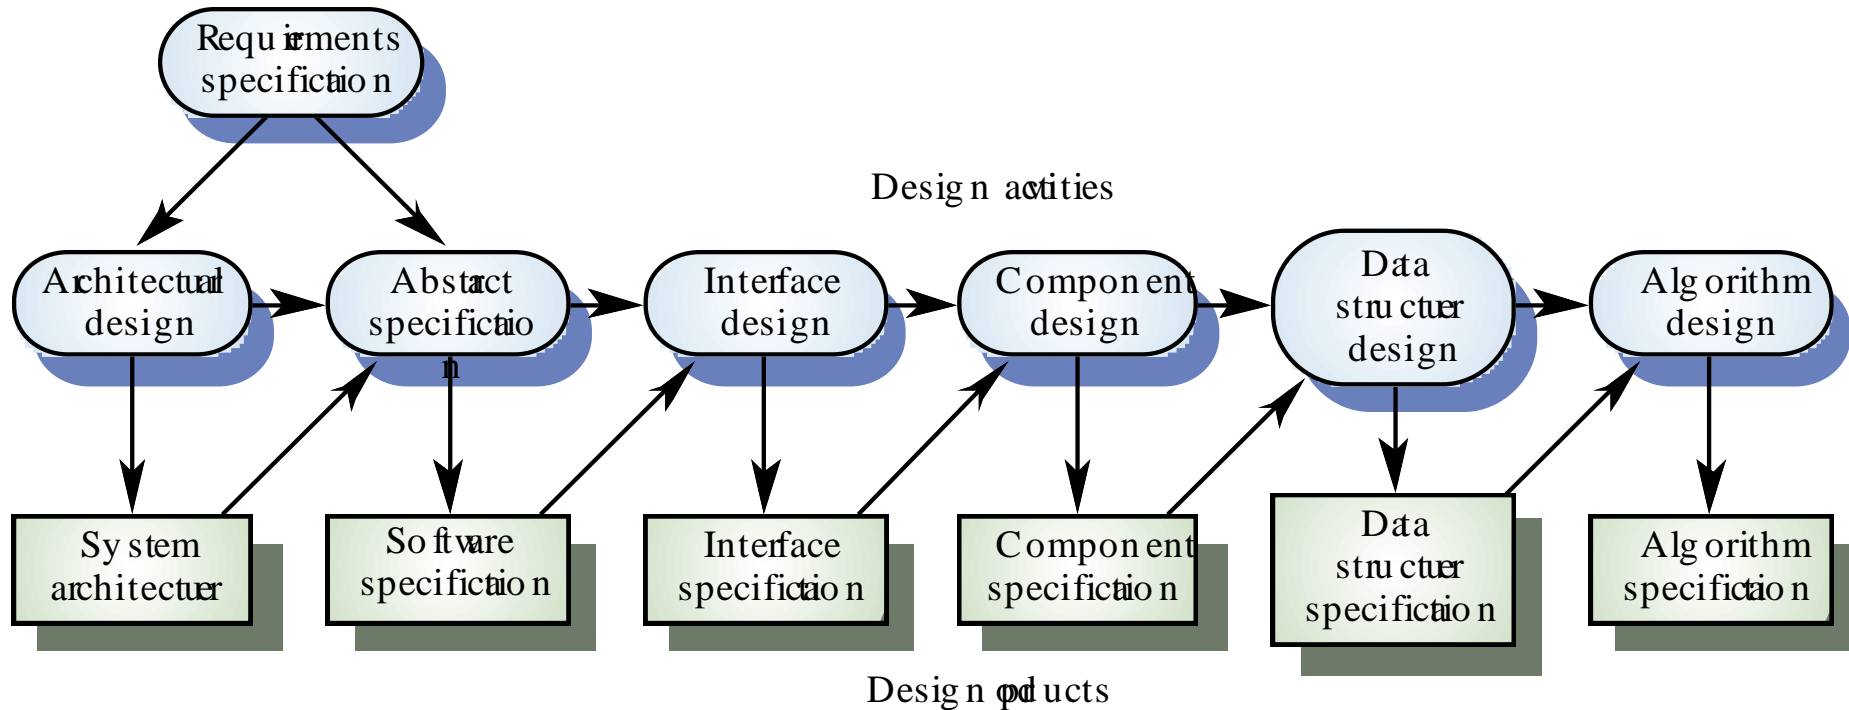 Requirements
specification
Design activities
Architectural
design
Abstract
specificatio
n
Interface
design
Component
design
Data
structure
design
Algorithm
design
System
architecture
Software
specification
Interface
specification
Component
specification
Data
structure
specification
Algorithm
specification
Design products